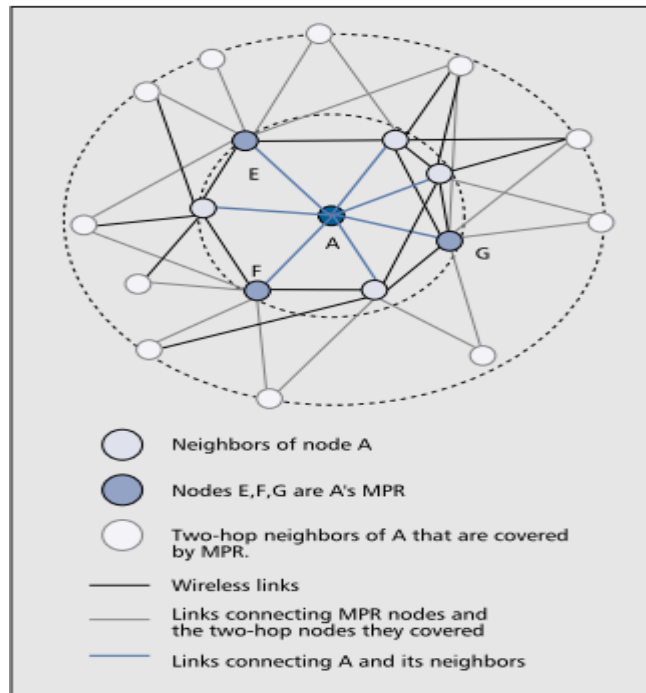 E
A
G
F
Neighbors of node A
Nodes E,F,G are A's MPR
Two-hop neighbors of A that are covered
by MPR.
Wireless links
Links connecting MPR nodes and
the two-hop nodes they covered
Links connecting A and its neighbors